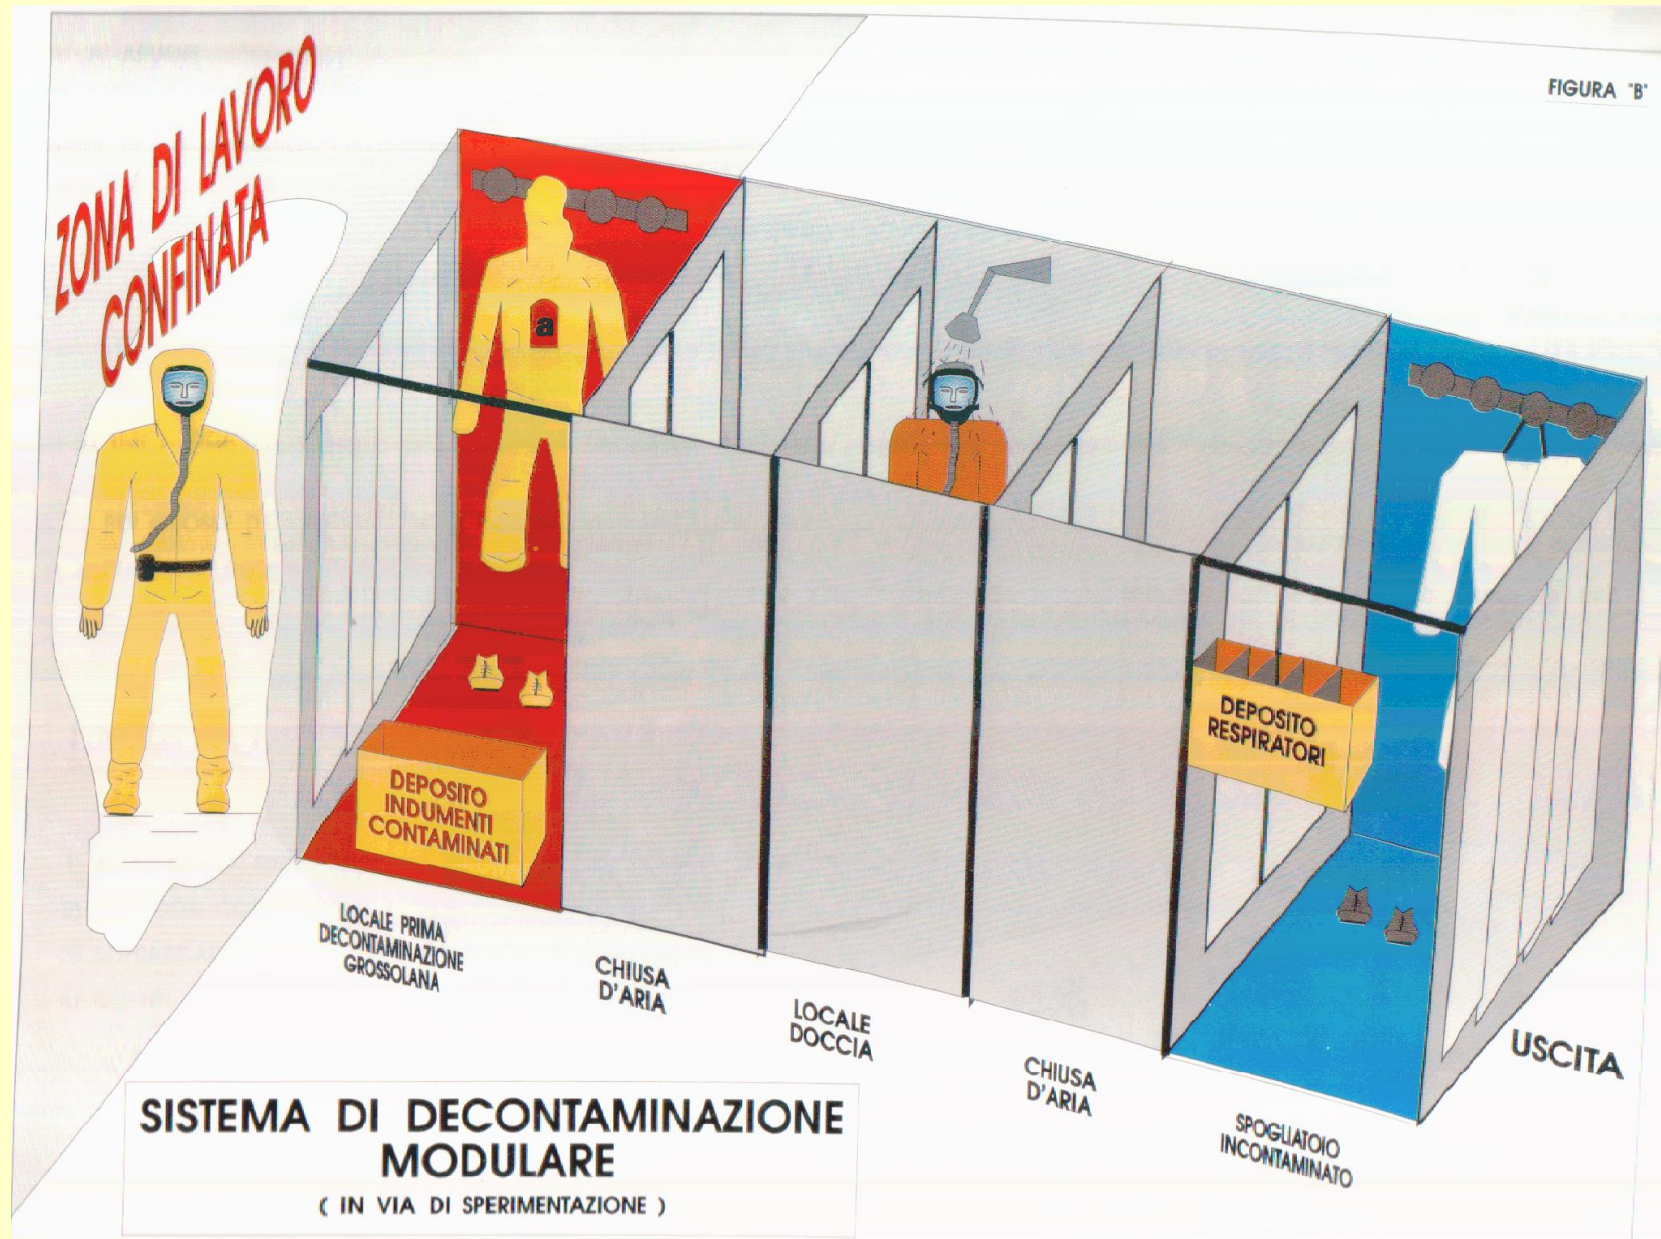 FIGURA "B"
ZONA DI LAVORO
CONFINATA
a
DEPOSITO
INDUMENTI
CONTAMINATI
DEPOSITO
RESPIRATORI
LOCALE PRIMA
DECONTAMINAZIONE
GROSSOLANA
CHIUSA
D'ARIA
LOCALE
DOCCIA
CHIUSA
D'ARIA
SPOGLIATOIO
INCONTAMINATO
USCITA
SISTEMA DI DECONTAMINAZIONE
MODULARE
( IN VIA DI SPERIMENTAZIONE )